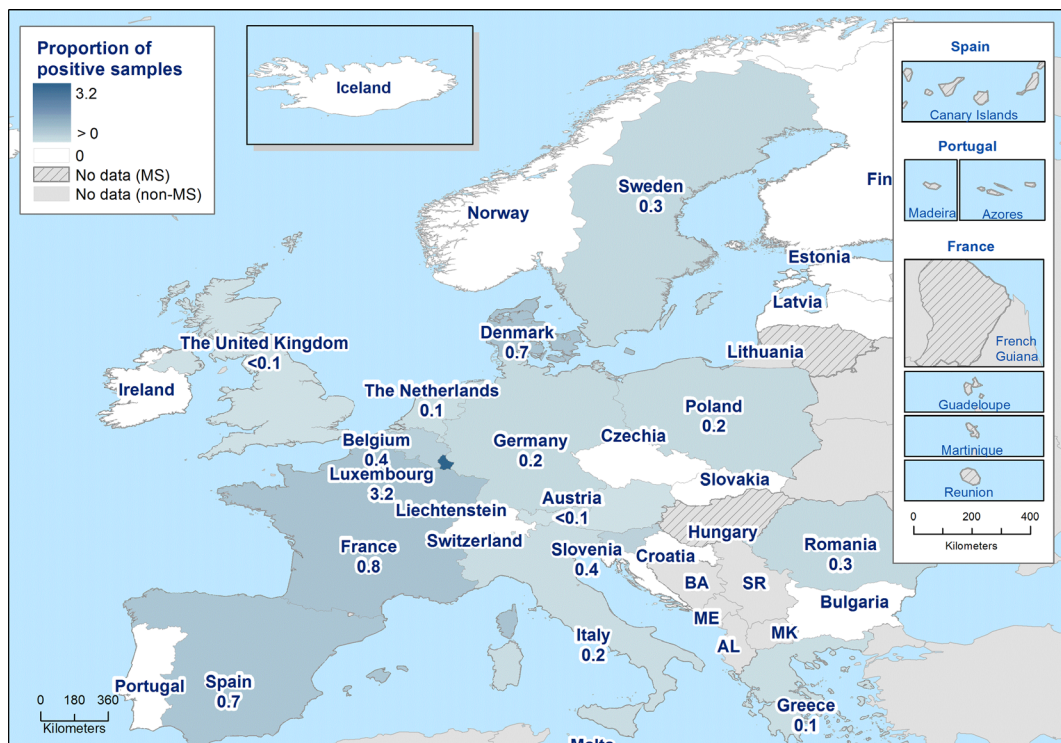 Proportion of
positive samples
3.2
> 0
0
No data (MS)
No data (non-MS)
Iceland
Spain
Canary Islands
Portugal
Madeira
Azores
France
French
Guiana
Guadeloupe
Martinique
Reunion
0 200 400
Kilometers
Norway
Sweden
0.3
Fin
Estonia
Latvia
Lithuania
Denmark
0.7
The United Kingdom
<0.1
Ireland
The Netherlands
0.1
Belgium
0.4
Luxembourg
3.2
Germany
0.2
Poland
0.2
Czechia
Slovakia
Austria
<0.1
Liechtenstein
Switzerland
Hungary
France
0.8
Slovenia
0.4
Croatia
Romania
0.3
BA
SR
Bulgaria
ME
MK
AL
Italy
0.2
Portugal
Spain
0.7
Greece
0.1
0 180 360
Kilometers